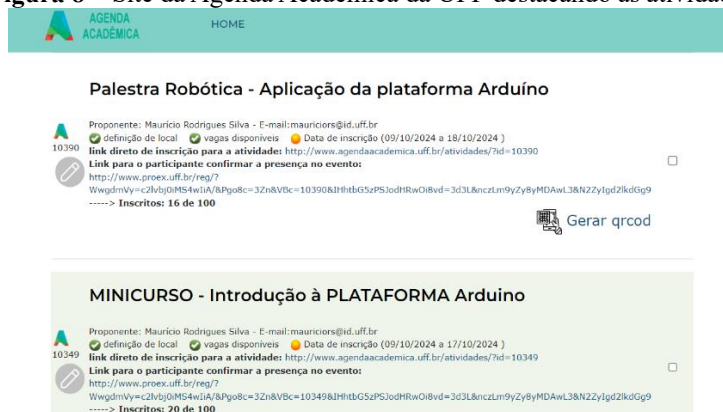 Figura 6 – Site da Agenda Acadêmica da UFF destacando as
AGENDA
ACADÊMICA
HOME
Palestra Robótica - Aplicação da plataforma Arduíno
Proponente: Maurício Rodrigues Silva - E-mail:mauriciors@id.uff.br
definição de local vagas disponíveis Data de inscrição (09/10/2024 a 18/10/2024 )
10390
link direto de inscrição para a atividade: http://www.agendaacademica.uff.br/atividades/?id=10390
Link para o participante confirmar a presença no evento:
http://www.proex.uff.br/reg/?
WwgdmVy=c2lvbj0iMS4wIiA/&Pgo8c=3Zn&VBc=10390&IHhtbG5zPSJodHRwOi8vd=3d3L&nczLm9yZy8yMDAwL3&N2ZyIgd2lkdGg9
-----> Inscritos: 16 de 100
Gerar qrcod
MINICURSO - Introdução à PLATAFORMA Arduino
Proponente: Maurício Rodrigues Silva - E-mail:mauriciors@id.uff.br
definição de local vagas disponíveis Data de inscrição (09/10/2024 a 17/10/2024 )
10349
link direto de inscrição para a atividade: http://www.agendaacademica.uff.br/atividades/?id=10349
Link para o participante confirmar a presença no evento:
http://www.proex.uff.br/reg/?
WwgdmVy=c2lvbj0iMS4wIiA/&Pgo8c=3Zn&VBc=10349&IHhtbG5zPSJodHRwOi8vd=3d3L&nczLm9yZy8yMDAwL3&N2ZyIgd2lkdGg9
-----> Inscritos: 20 de 100